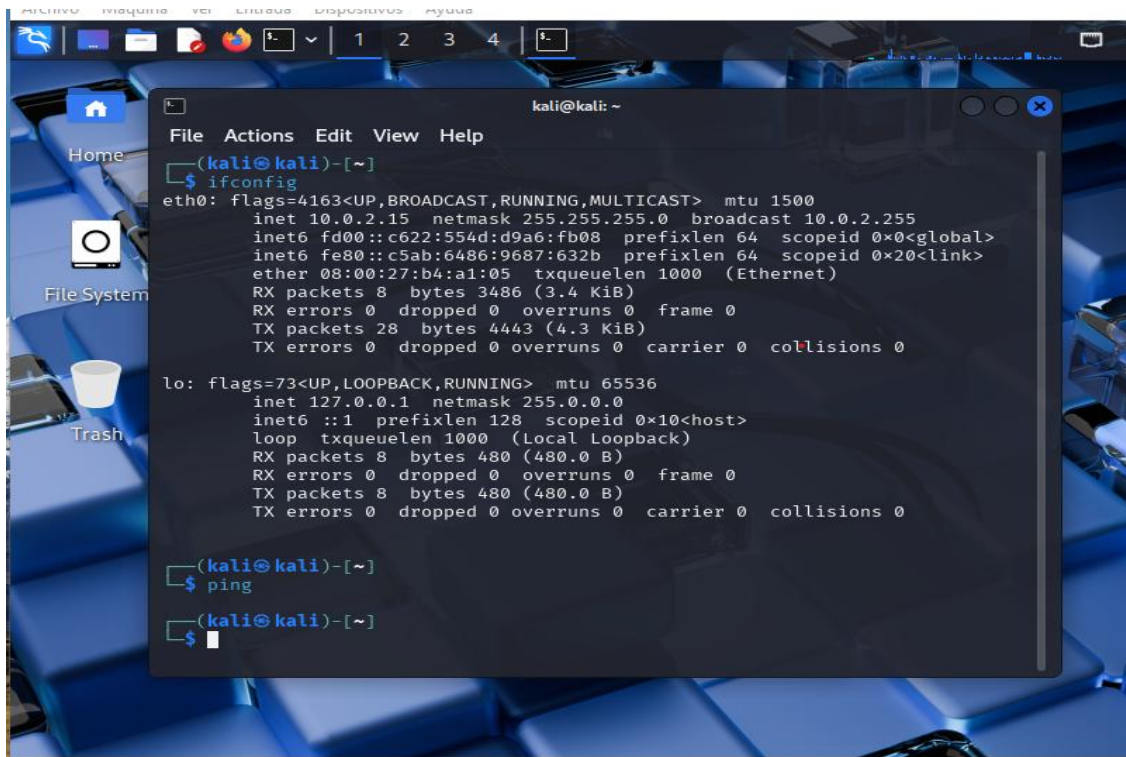 Archivo Maquina Ver Entrada Dispositivos Ayuda
1 2 3 4
kali@kali: ~
File Actions Edit View Help
Home
File System
Trash
┌──(kali㉿kali)-[~]
└─$ ifconfig
eth0: flags=4163<UP,BROADCAST,RUNNING,MULTICAST> mtu 1500
inet 10.0.2.15 netmask 255.255.255.0 broadcast 10.0.2.255
inet6 fd00::c622:554d:d9a6:fb08 prefixlen 64 scopeid 0×0<global>
inet6 fe80::c5ab:6486:9687:632b prefixlen 64 scopeid 0×20<link>
ether 08:00:27:b4:a1:05 txqueuelen 1000 (Ethernet)
RX packets 8 bytes 3486 (3.4 KiB)
RX errors 0 dropped 0 overruns 0 frame 0
TX packets 28 bytes 4443 (4.3 KiB)
TX errors 0 dropped 0 overruns 0 carrier 0 collisions 0
lo: flags=73<UP,LOOPBACK,RUNNING> mtu 65536
inet 127.0.0.1 netmask 255.0.0.0
inet6 ::1 prefixlen 128 scopeid 0×10<host>
loop txqueuelen 1000 (Local Loopback)
RX packets 8 bytes 480 (480.0 B)
RX errors 0 dropped 0 overruns 0 frame 0
TX packets 8 bytes 480 (480.0 B)
TX errors 0 dropped 0 overruns 0 carrier 0 collisions 0
┌──(kali㉿kali)-[~]
└─$ ping
┌──(kali㉿kali)-[~]
└─$